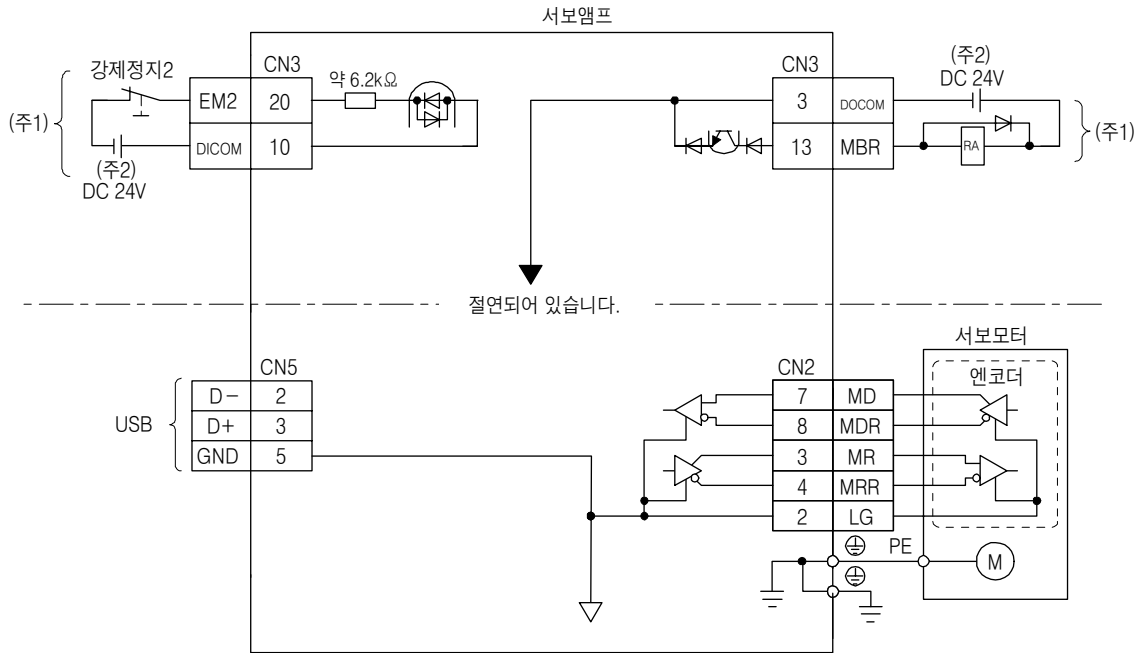 서보앰프
강제정지2
CN3
약 6.2kΩ
CN3
(주2)
DC 24V
(주1)
EM2
20
3
DOCOM
DICOM
10
13
MBR
RA
(주1)
(주2)
DC 24V
절연되어 있습니다.
서보모터
CN5
CN2
엔코더
USB
D−
2
D+
3
GND
5
7
MD
8
MDR
3
MR
4
MRR
2
LG
PE
M